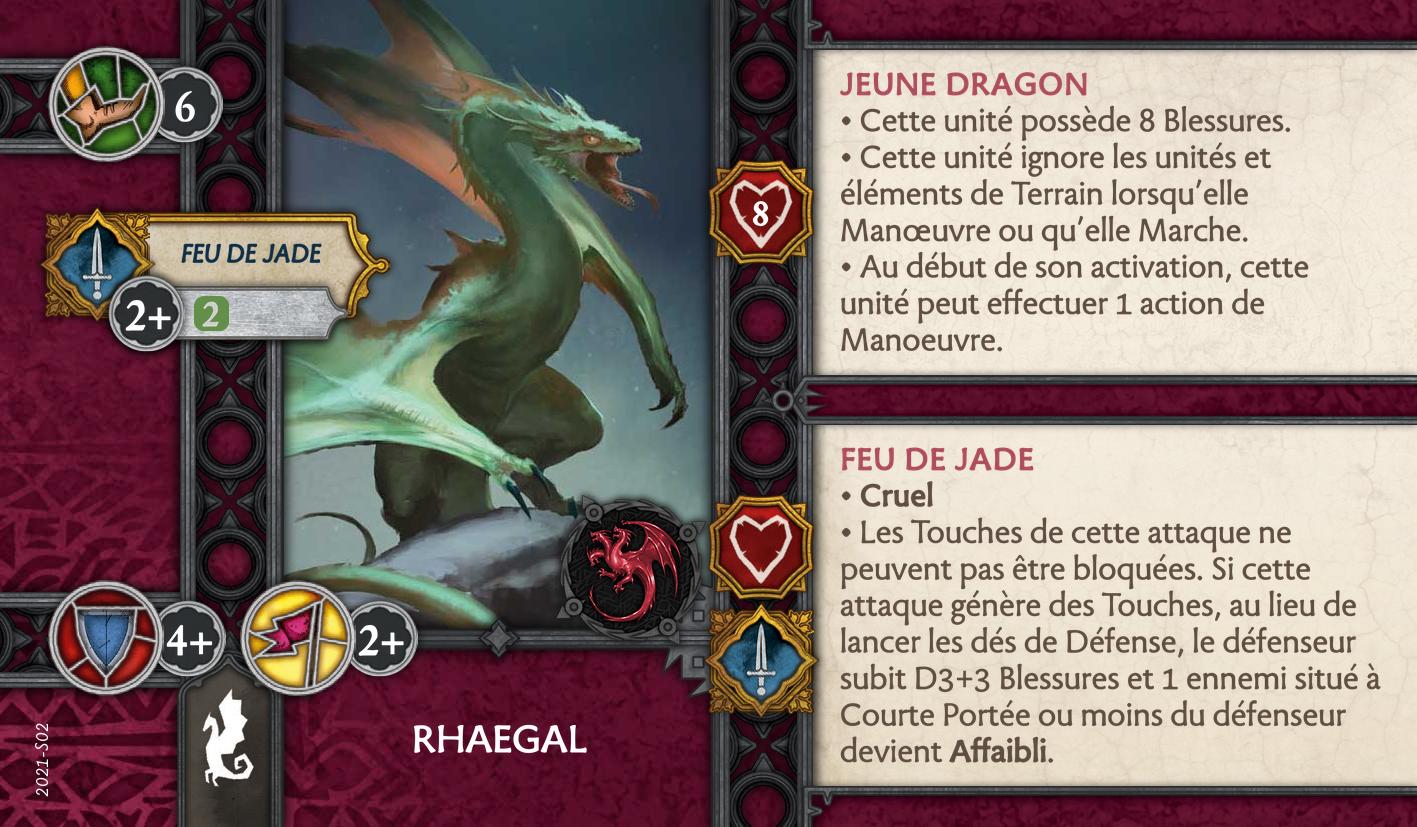 6
FEU DE JADE
2+
2
4+
2+
2021-S02
RHAEGAL
8
JEUNE DRAGON
• Cette unité possède 8 Blessures.
• Cette unité ignore les unités et
éléments de Terrain lorsqu’elle
Manœuvre ou qu’elle Marche.
• Au début de son activation, cette
unité peut effectuer 1 action de
Manoeuvre.
FEU DE JADE
• Cruel
• Les Touches de cette attaque ne
peuvent pas être bloquées. Si cette
attaque génère des Touches, au lieu de
lancer les dés de Défense, le défenseur
subit D3+3 Blessures et 1 ennemi situé à
Courte Portée ou moins du défenseur
devient Affaibli.